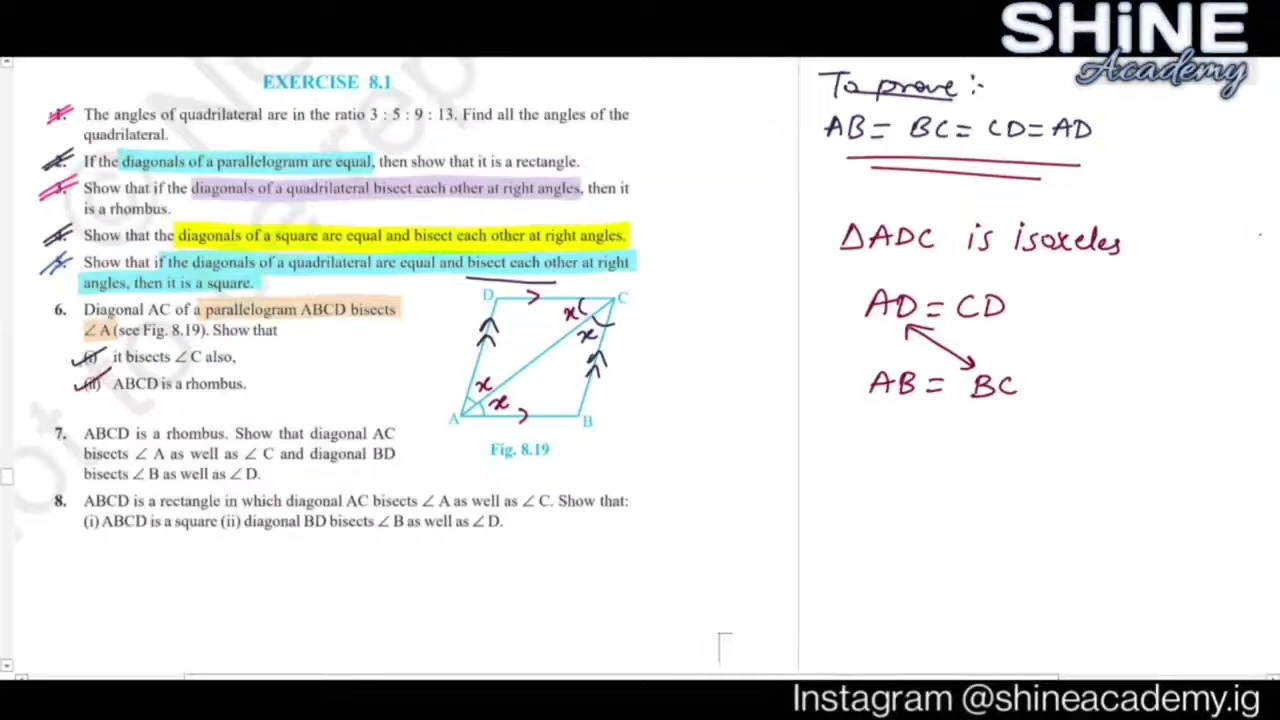 SHiNE
Academy
EXERCISE 8.1
1. The angles of quadrilateral are in the ratio 3 : 5 : 9 : 13. Find all the angles of the
quadrilateral.
2. If the diagonals of a parallelogram are equal, then show that it is a rectangle.
3. Show that if the diagonals of a quadrilateral bisect each other at right angles, then it
is a rhombus.
4. Show that the diagonals of a square are equal and bisect each other at right angles.
5. Show that if the diagonals of a quadrilateral are equal and bisect each other at right
angles, then it is a square.
6. Diagonal AC of a parallelogram ABCD bisects
∠ A (see Fig. 8.19). Show that
(i) it bisects ∠ C also,
(ii) ABCD is a rhombus.
D C
x
x
x
x
A B
Fig. 8.19
7. ABCD is a rhombus. Show that diagonal AC
bisects ∠ A as well as ∠ C and diagonal BD
bisects ∠ B as well as ∠ D.
8. ABCD is a rectangle in which diagonal AC bisects ∠ A as well as ∠ C. Show that:
(i) ABCD is a square (ii) diagonal BD bisects ∠ B as well as ∠ D.
To prove :-
AB = BC = CD = AD
△ADC is isosceles
AD = CD
AB = BC
Instagram @shineacademy.ig